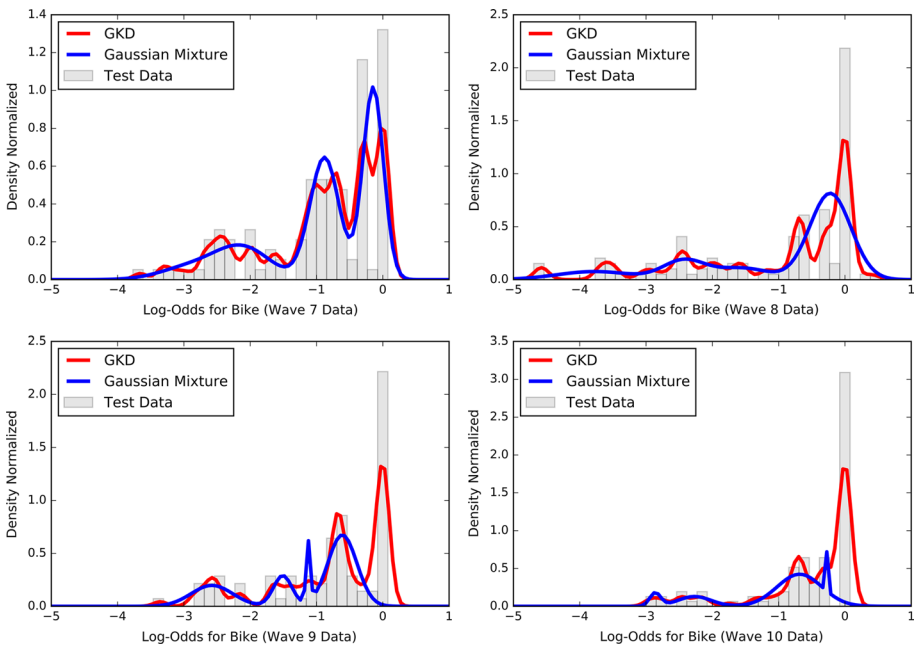 1.4
1.2
1.0
0.8
0.6
0.4
0.2
0.0
Density Normalized
GKD
Gaussian Mixture
Test Data
−5 −4 −3 −2 −1 0 1
Log-Odds for Bike (Wave 7 Data)
2.5
2.0
1.5
1.0
0.5
0.0
Density Normalized
GKD
Gaussian Mixture
Test Data
−5 −4 −3 −2 −1 0 1
Log-Odds for Bike (Wave 8 Data)
2.5
2.0
1.5
1.0
0.5
0.0
Density Normalized
GKD
Gaussian Mixture
Test Data
−5 −4 −3 −2 −1 0 1
Log-Odds for Bike (Wave 9 Data)
3.5
3.0
2.5
2.0
1.5
1.0
0.5
0.0
Density Normalized
GKD
Gaussian Mixture
Test Data
−5 −4 −3 −2 −1 0 1
Log-Odds for Bike (Wave 10 Data)